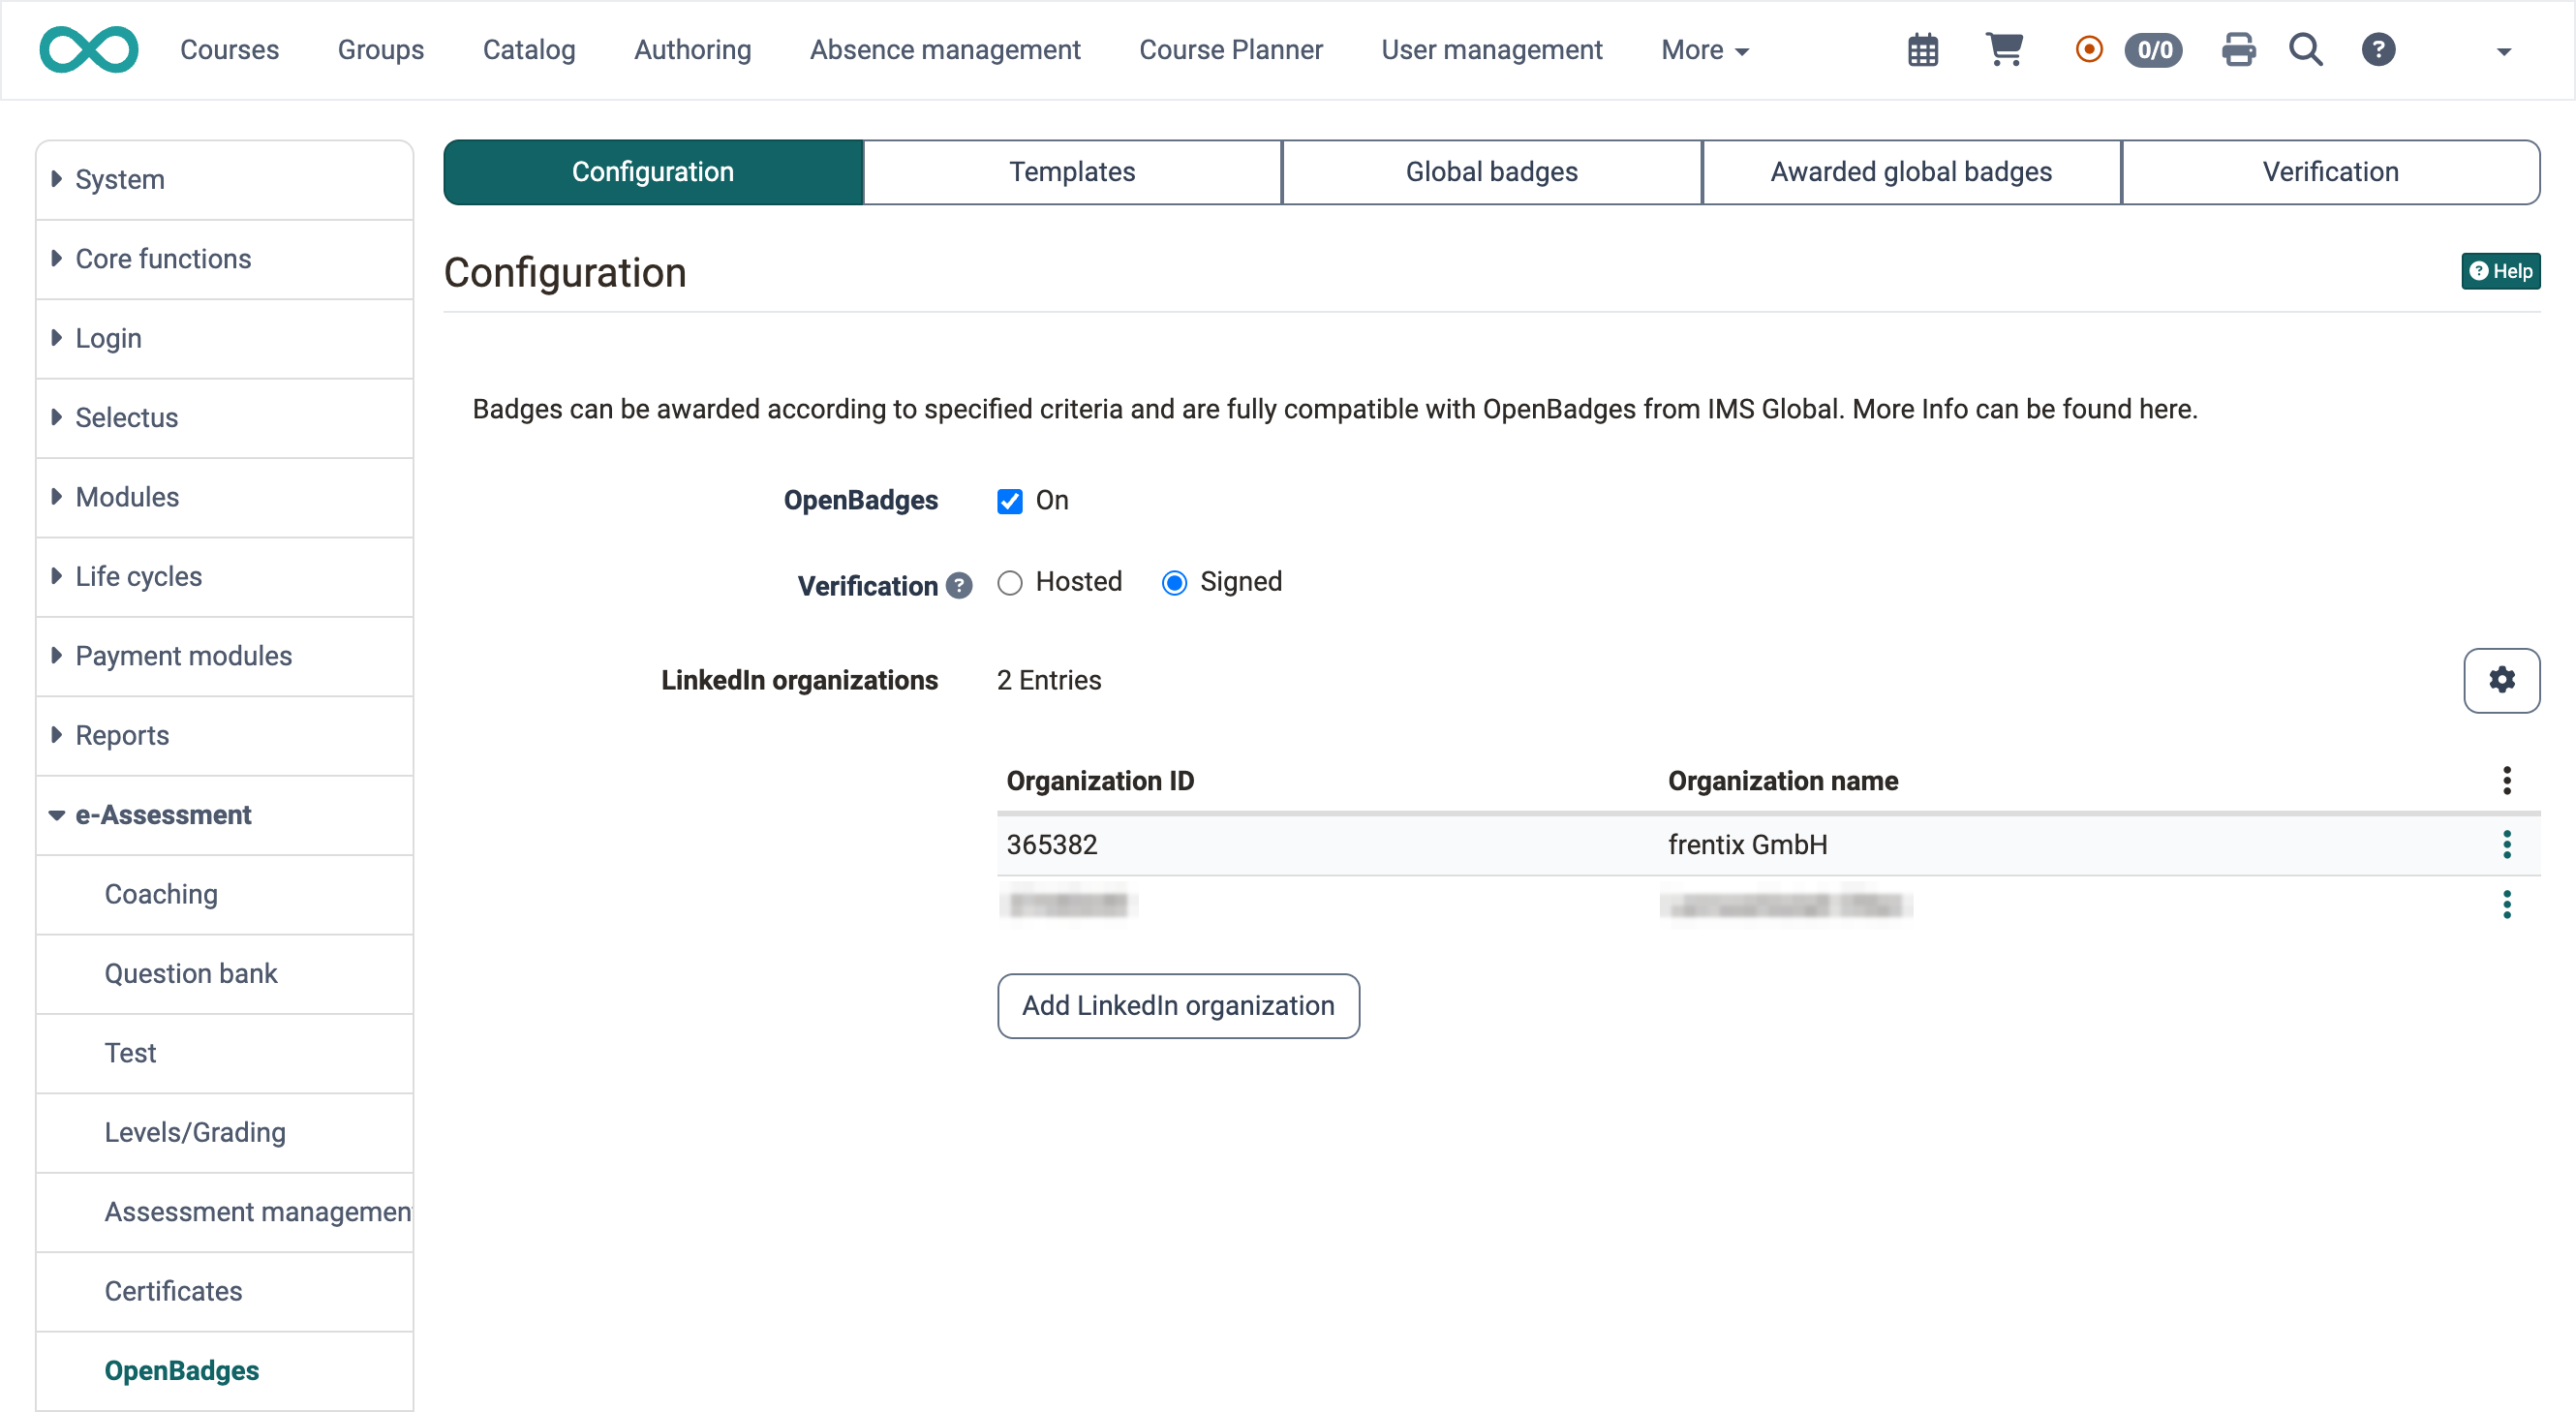 Courses Groups Catalog Authoring Absence management Course Planner User management More 0/0
System
Core functions
Login
Selectus
Modules
Life cycles
Payment modules
Reports
e-Assessment
Coaching
Question bank
Test
Levels/Grading
Assessment managemen
Certificates
OpenBadges
Configuration Templates Global badges Awarded global badges Verification
Configuration
? Help
Badges can be awarded according to specified criteria and are fully compatible with OpenBadges from IMS Global. More Info can be found here.
OpenBadges On
Verification ? Hosted Signed
LinkedIn organizations 2 Entries
Organization ID Organization name
365382 frentix GmbH
Add LinkedIn organization